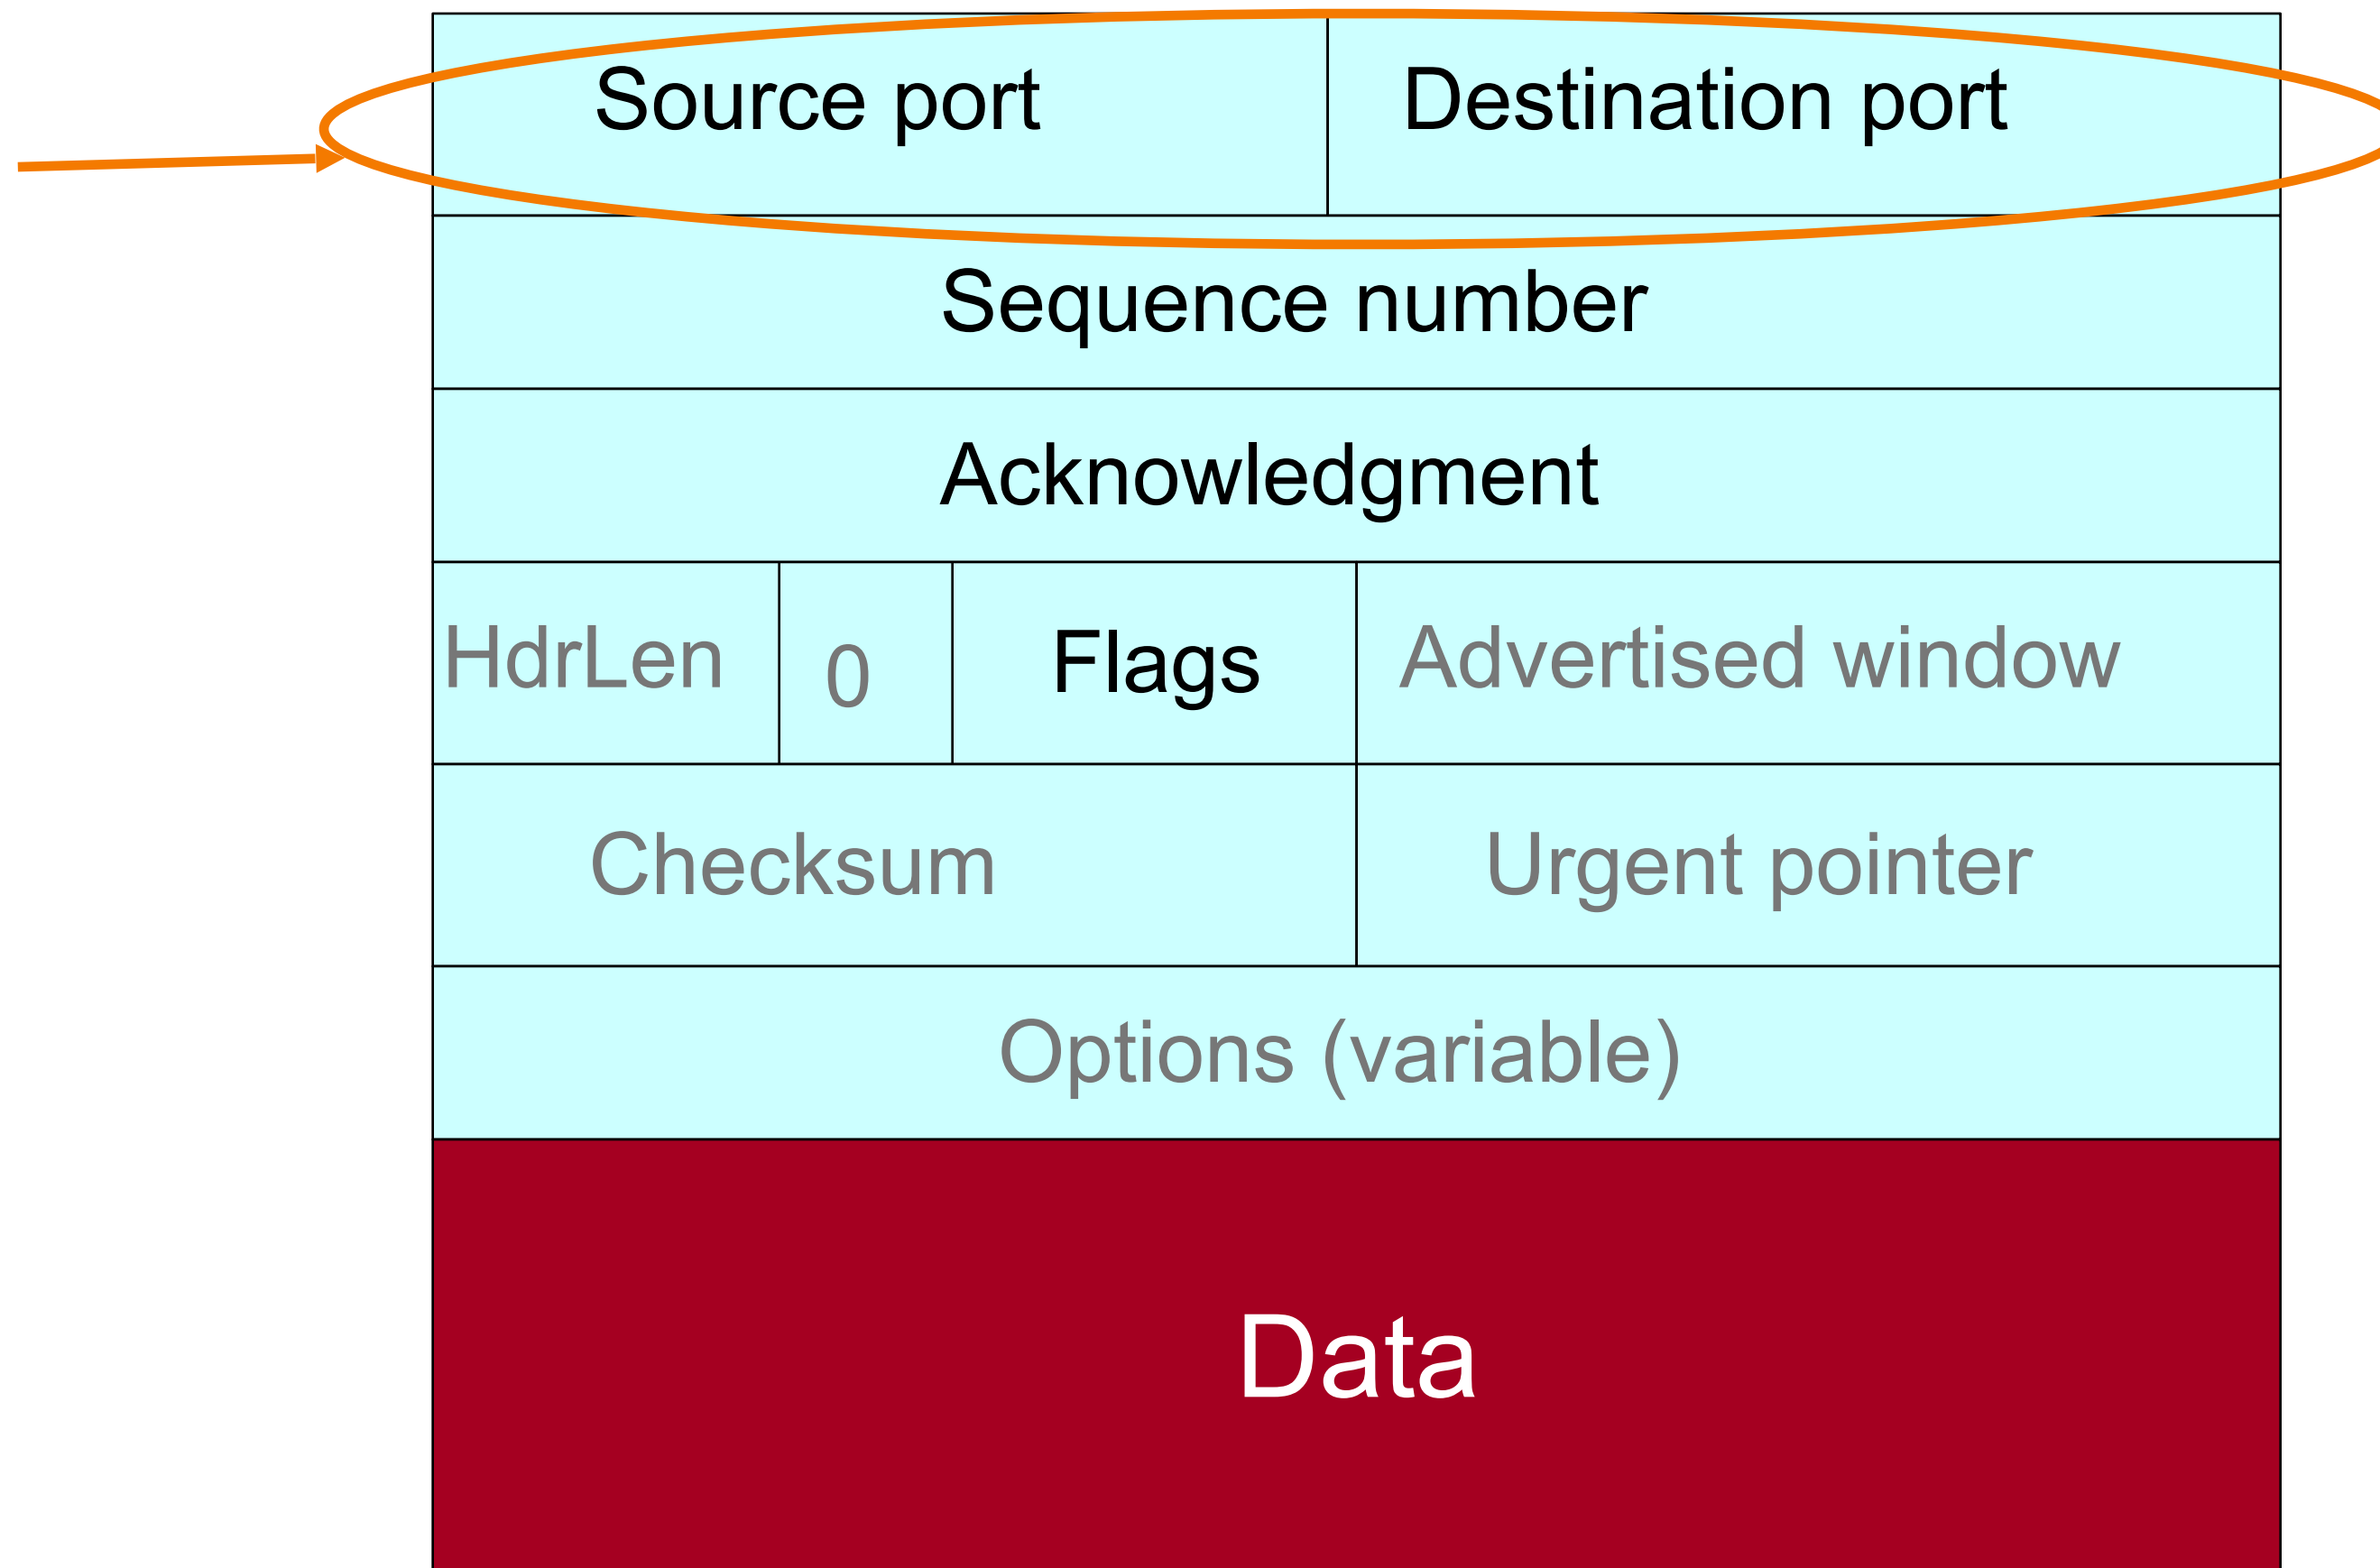 Source port Destination port
Sequence number
Acknowledgment
HdrLen 0 Flags Advertised window
Checksum Urgent pointer
Options (variable)
Data